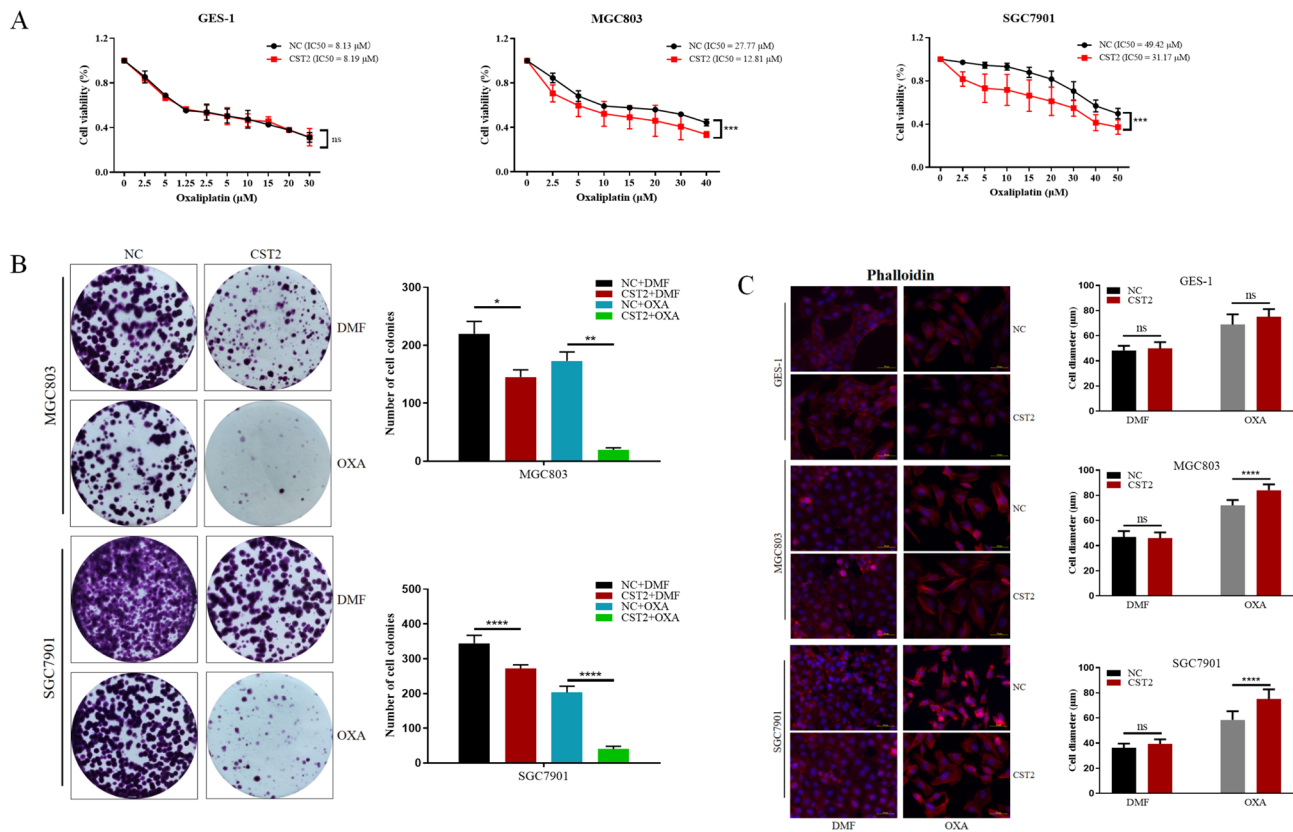 A
GES-1
NC (IC50 = 8.13 μM)
CST2 (IC50 = 8.19 μM)
Cell viability (%)
1.2
0.8
0.4
0.0
ns
0 2.5 5 1.25 2.5 5 10 15 20 30
Oxaliplatin (μM)
MGC803
NC (IC50 = 27.77 μM)
CST2 (IC50 = 12.81 μM)
Cell viability (%)
1.2
0.8
0.4
0.0
***
0 2.5 5 10 15 20 30 40
Oxaliplatin (μM)
SGC7901
NC (IC50 = 49.42 μM)
CST2 (IC50 = 31.17 μM)
Cell viability (%)
1.2
0.8
0.4
0.0
***
0 2.5 5 10 15 20 30 40 50
Oxaliplatin (μM)
B
NC CST2
MGC803
DMF
OXA
SGC7901
DMF
OXA
NC+DMF
CST2+DMF
NC+OXA
CST2+OXA
Number of cell colonies
300
200
150
100
0
*
**
MGC803
NC+DMF
CST2+DMF
NC+OXA
CST2+OXA
Number of cell colonies
500
400
300
200
100
0
****
****
SGC7901
C
Phalloidin
GES-1
NC
CST2
MGC803
NC
CST2
SGC7901
NC
CST2
DMF OXA
GES-1
NC
CST2
Cell diameter (μm)
100
80
60
40
20
0
ns
ns
DMF OXA
MGC803
NC
CST2
Cell diameter (μm)
100
80
60
40
20
0
ns
****
DMF OXA
SGC7901
NC
CST2
Cell diameter (μm)
100
80
60
40
20
0
ns
****
DMF OXA